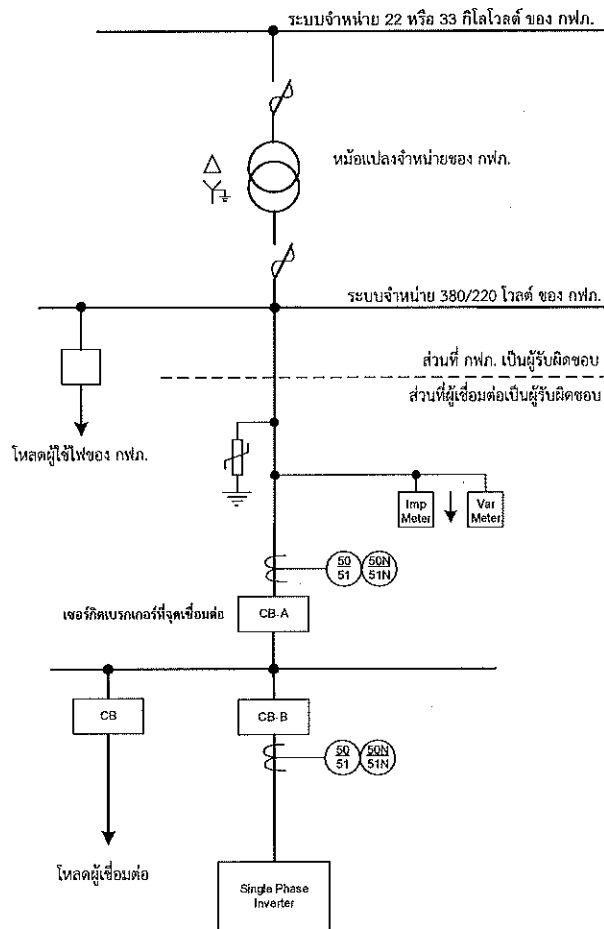 ระบบจำหน่าย 22 หรือ 33 กิโลโวลต์ ของ กฟภ.
หม้อแปลงจำหน่ายของ กฟภ.
ระบบจำหน่าย 380/220 โวลต์ ของ กฟภ.
ส่วนที่ กฟภ. เป็นผู้รับผิดชอบ
ส่วนที่ผู้เชื่อมต่อเป็นผู้รับผิดชอบ
โหลดผู้ใช้ไฟของ กฟภ.
Imp
Meter
Var
Meter
50
51
50N
51N
เซอร์กิตเบรกเกอร์ที่จุดเชื่อมต่อ
CB-A
CB
CB-B
50
51
50N
51N
โหลดผู้เชื่อมต่อ
Single Phase
Inverter